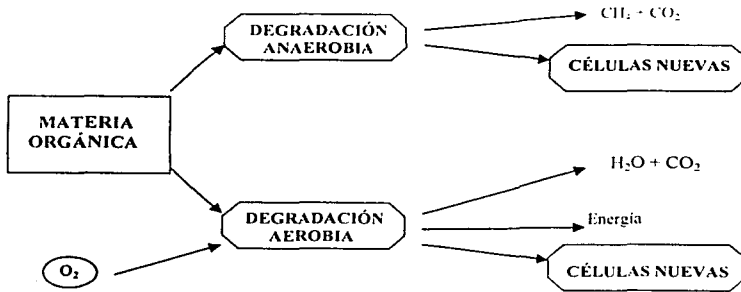 DEGRADACIÓN
ANAEROBIA
CH₄ + CO₂
CÉLULAS NUEVAS
MATERIA
ORGÁNICA
H₂O + CO₂
DEGRADACIÓN
AEROBIA
Energía
O₂
CÉLULAS NUEVAS